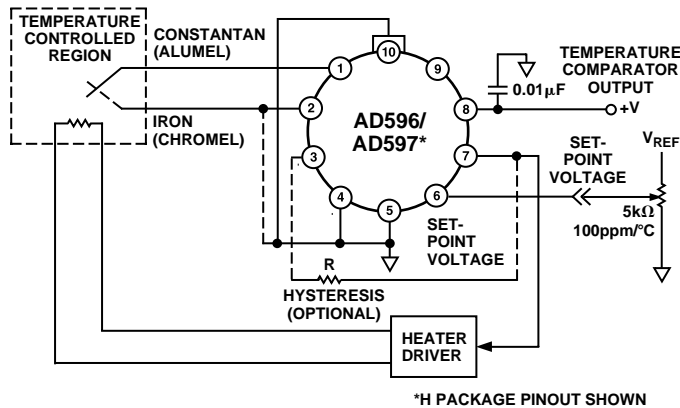 TEMPERATURE
CONTROLLED
REGION
CONSTANTAN
(ALUMEL)
IRON
(CHROMEL)
1
2
3
4
5
6
7
8
9
10
AD596/
AD597*
0.01µF
TEMPERATURE
COMPARATOR
OUTPUT
+V
SET-
POINT
VOLTAGE
VREF
5kΩ
100ppm/°C
SET-
POINT
VOLTAGE
R
HYSTERESIS
(OPTIONAL)
HEATER
DRIVER
*H PACKAGE PINOUT SHOWN